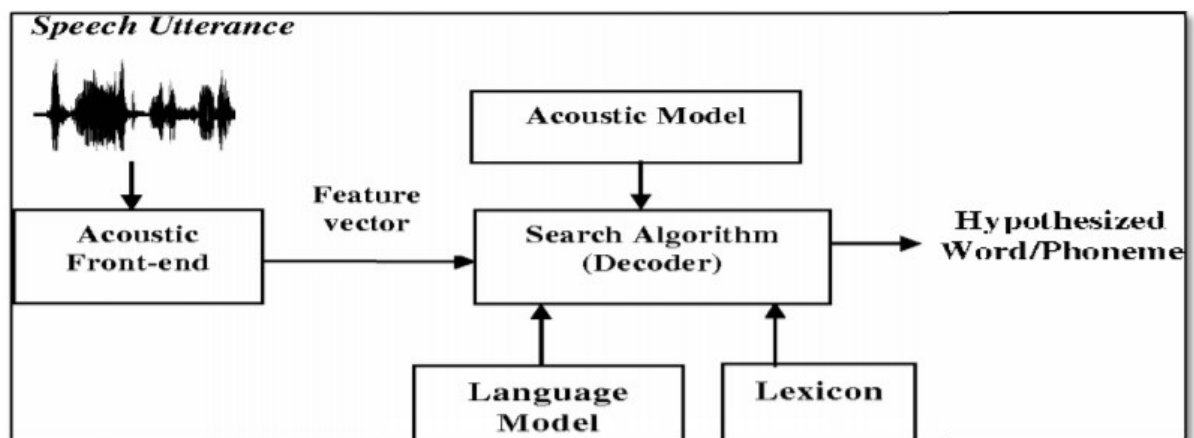 Speech Utterance
Acoustic Model
Feature
vector
Acoustic
Front-end
Search Algorithm
(Decoder)
Hypothesized
Word/Phoneme
Language
Model
Lexicon